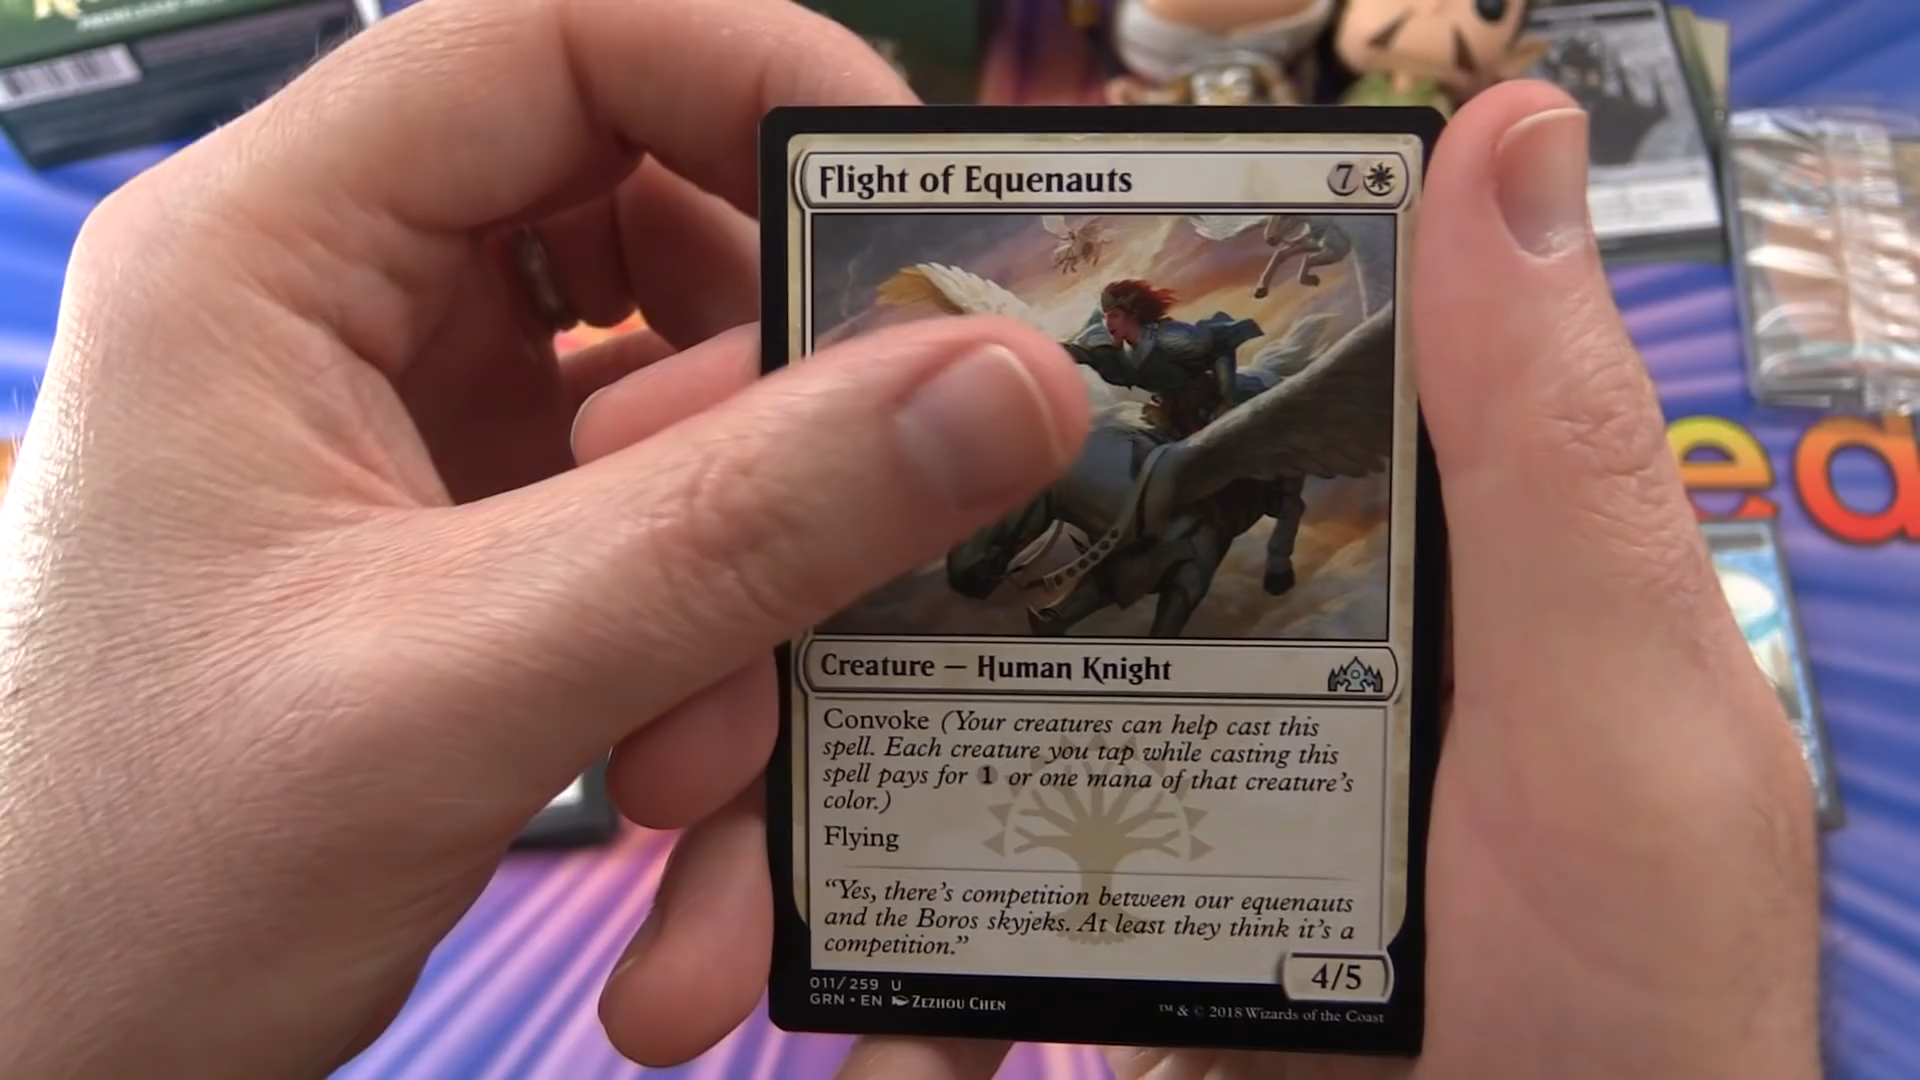 Flight of Equenauts 7
Creature — Human Knight
Convoke (Your creatures can help cast this
spell. Each creature you tap while casting this
spell pays for 1 or one mana of that creature's
color.)
Flying
"Yes, there's competition between our equenauts
and the Boros skyjeks. At least they think it's a
competition."
4/5
011/259 U
GRN • EN Zezhou Chen
™ & © 2018 Wizards of the Coast
ea